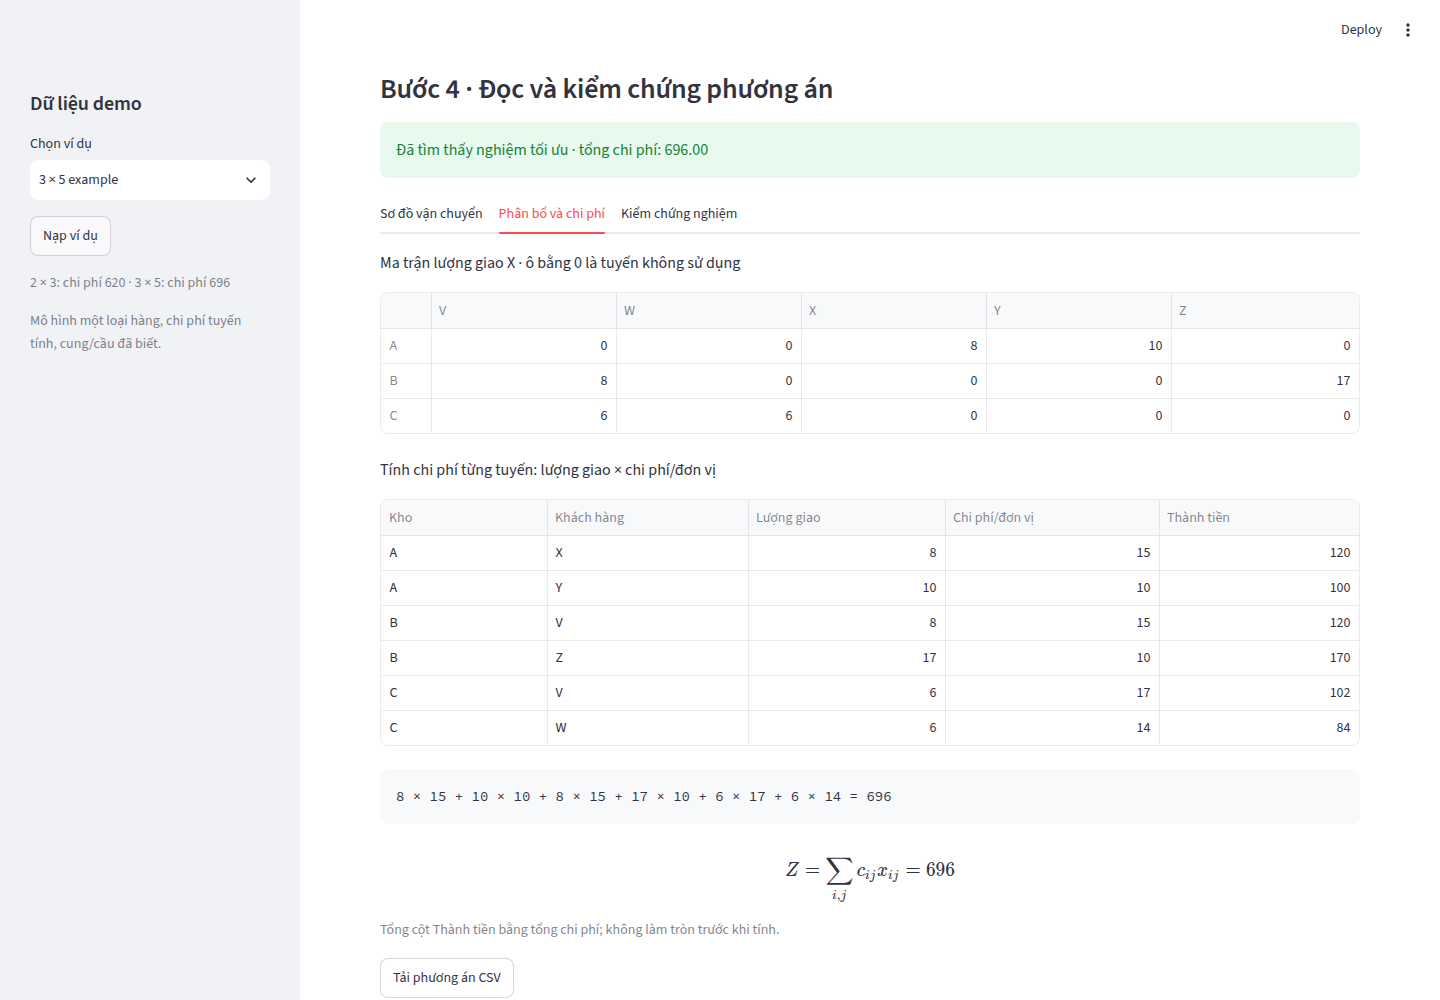 Deploy
Dữ liệu demo
Chọn ví dụ
3 × 5 example
Nạp ví dụ
2 × 3: chi phí 620 · 3 × 5: chi phí 696
Mô hình một loại hàng, chi phí tuyến
tính, cung/cầu đã biết.
Bước 4 · Đọc và kiểm chứng phương án
Đã tìm thấy nghiệm tối ưu · tổng chi phí: 696.00
Sơ đồ vận chuyển Phân bổ và chi phí Kiểm chứng nghiệm
Ma trận lượng giao X · ô bằng 0 là tuyến không sử dụng
V W X Y Z
A 0 0 8 10 0
B 8 0 0 0 17
C 6 6 0 0 0
Tính chi phí từng tuyến: lượng giao × chi phí/đơn vị
Kho Khách hàng Lượng giao Chi phí/đơn vị Thành tiền
A X 8 15 120
A Y 10 10 100
B V 8 15 120
B Z 17 10 170
C V 6 17 102
C W 6 14 84
8 × 15 + 10 × 10 + 8 × 15 + 17 × 10 + 6 × 17 + 6 × 14 = 696
Z = ∑ c_{ij} x_{ij} = 696
i,j
Tổng cột Thành tiền bằng tổng chi phí; không làm tròn trước khi tính.
Tải phương án CSV